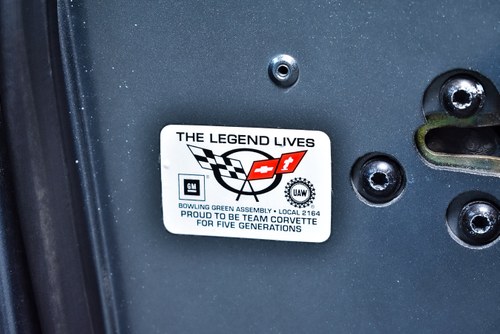 THE LEGEND LIVES
GM
UAW
BOWLING GREEN ASSEMBLY • LOCAL 2164
PROUD TO BE TEAM CORVETTE
FOR FIVE GENERATIONS